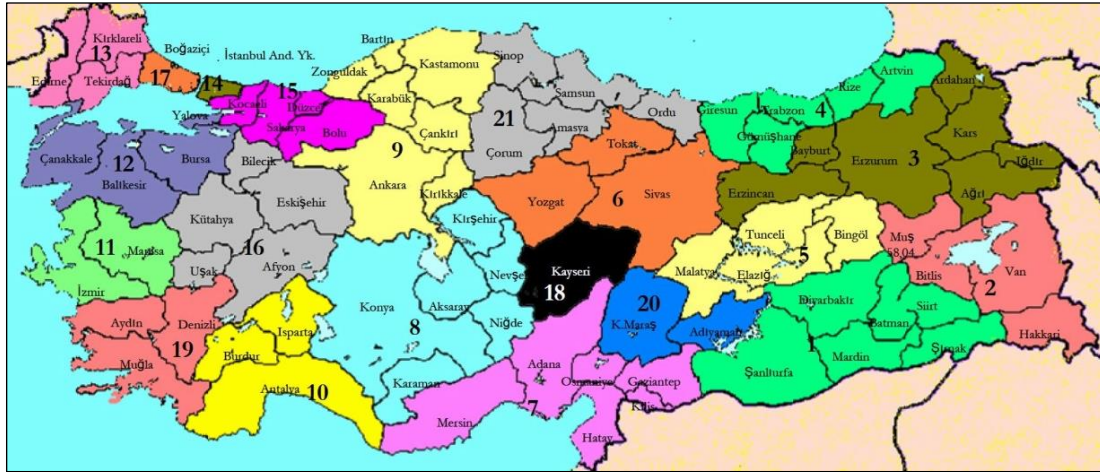 Kırklareli
13
Edirne
Tekirdağ
Boğaziçi
17
İstanbul And. Yk.
14
15
Yalova
Kocaeli
Sakarya
Düzce
Bolu
Bartın
Zonguldak
Karabük
Kastamonu
Çankırı
9
Ankara
Kırıkkale
Sinop
Samsun
21
Amasya
Ordu
Çorum
Tokat
6
Yozgat
Sivas
Giresun
Trabzon
4
Rize
Artvin
Gümüşhane
Bayburt
Erzurum
3
Ardahan
Kars
Iğdır
Ağrı
Erzincan
Çanakkale
12
Bursa
Balıkesir
Bilecik
Eskişehir
Kütahya
16
Uşak
Afyon
11
Manisa
İzmir
Aydın
Denizli
19
Muğla
Isparta
Burdur
Antalya
10
Kırşehir
Nevşe
Konya
Aksaray
8
Niğde
Karaman
Kayseri
18
Tunceli
Bingöl
5
Malatya
Elazığ
Muş
58,04
Bitlis
Van
2
Hakkari
20
K.Maraş
Adıyaman
Diyarbakır
Siirt
Batman
1
Mardin
Şırnak
Şanlıurfa
Adana
Osmaniye
Gaziantep
Kilis
7
Mersin
Hatay